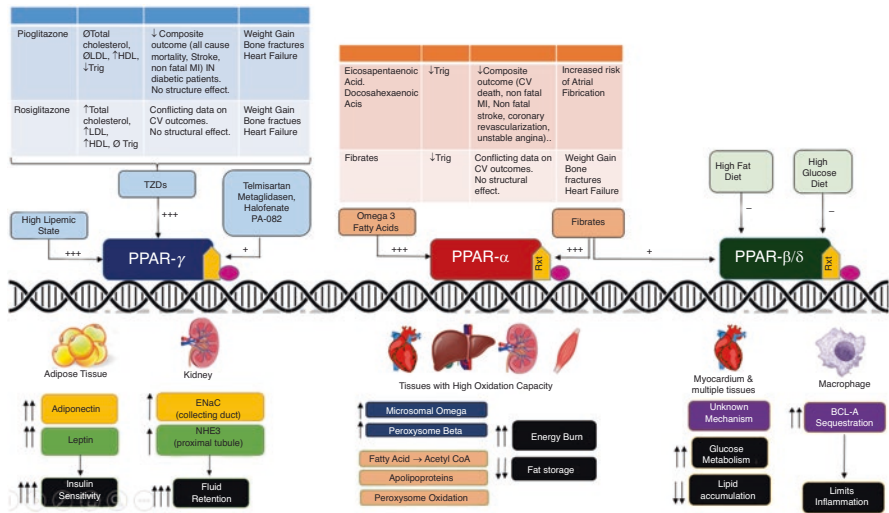 Pioglitazone
ØTotal
cholesterol,
ØLDL, ↑HDL,
↓Trig
↓ Composite
outcome (all cause
mortality, Stroke,
non fatal MI) IN
diabetic patients.
No structure effect.
Weight Gain
Bone fractures
Heart Failure
Rosiglitazone
↑Total
cholesterol,
↑LDL,
↑HDL, Ø Trig
Conflicting data on
CV outcomes.
No structural effect.
Weight Gain
Bone fractues
Heart Failure
Eicosapentaenoic
Acid.
Docosahexaenoic
Acis
↓Trig
↓Composite
outcome (CV
death, non fatal
MI, Non fatal
stroke, coronary
revascularization,
unstable angina)..
Increased risk
of Atrial
Fibrication
Fibrates
↓Trig
Conflicting data on
CV outcomes.
No structural
effect.
Weight Gain
Bone
fractures
Heart Failure
TZDs
Telmisartan
Metaglidasen,
Halofenate
PA-082
High Lipemic
State
+++
+++
+
PPAR-γ
Omega 3
Fatty Acids
Fibrates
+++
+++
+
PPAR-α
Rxt
High Fat
Diet
High
Glucose
Diet
–
–
PPAR-β/δ
Rxt
Adipose Tissue
Kidney
Tissues with High Oxidation Capacity
Myocardium &
multiple tissues
Macrophage
↑↑ Adiponectin
↑↑ Leptin
↑↑↑ Insulin
Sensitivity
↑ ENaC
(collecting duct)
↑ NHE3
(proximal tubule)
↑↑↑ Fluid
Retention
↑ Microsomal Omega
↑ Peroxysome Beta
Fatty Acid → Acetyl CoA
Apolipoproteins
Peroxysome Oxidation
↑↑ Energy Burn
↓↓ Fat storage
Unknown
Mechanism
↑↑ Glucose
Metabolism
↓↓ Lipid
accumulation
↑↑ BCL-A
Sequestration
Limits
Inflammation